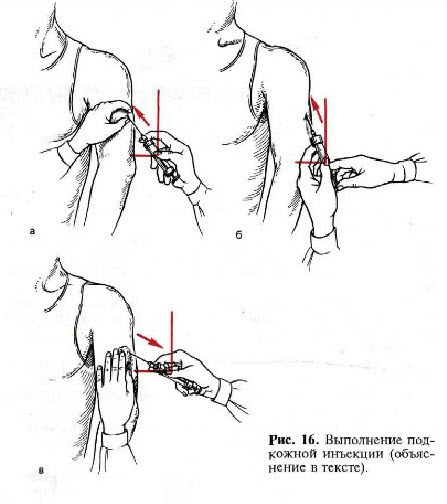 а
б
в
Рис. 16. Выполнение под-
кожной инъекции (объяс-
нение в тексте).